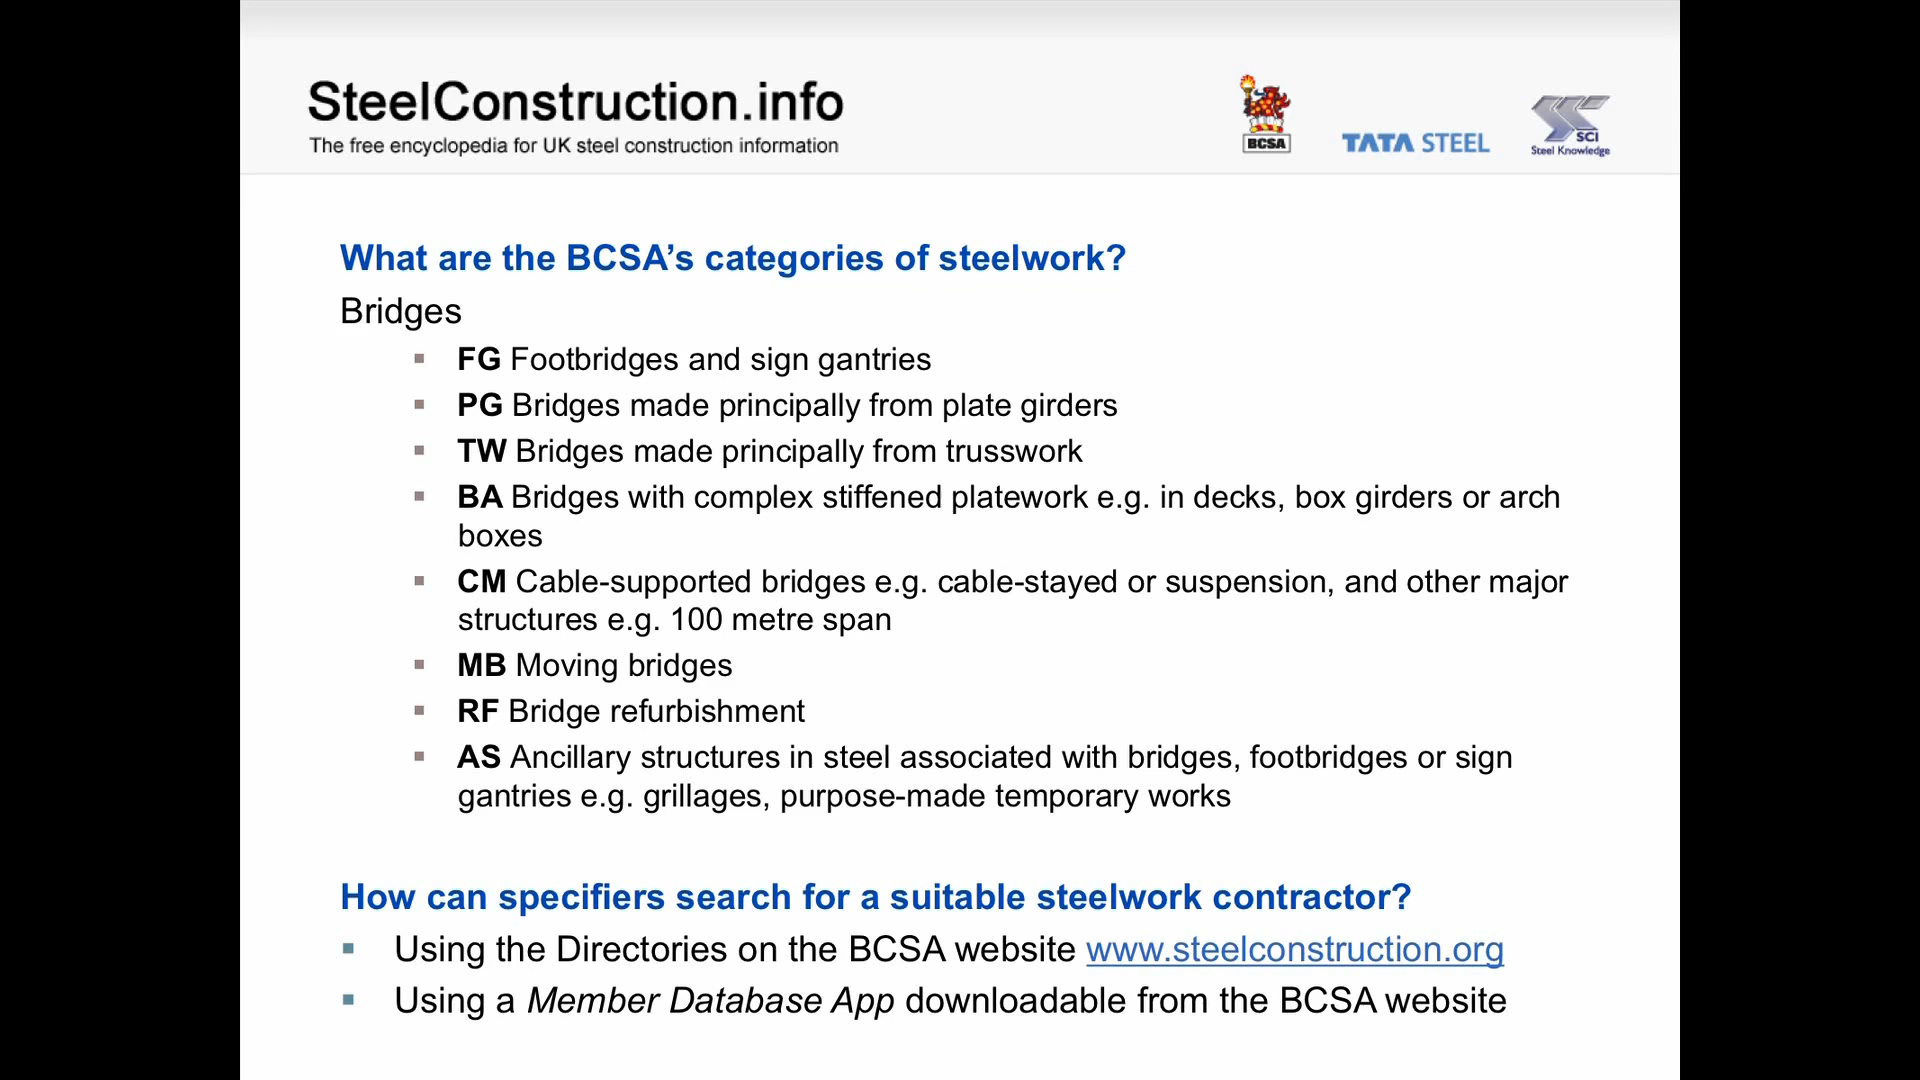 SteelConstruction.info
The free encyclopedia for UK steel construction information
BCSA
TATA STEEL
SCI
Steel Knowledge
What are the BCSA’s categories of steelwork?
Bridges
▪ FG Footbridges and sign gantries
▪ PG Bridges made principally from plate girders
▪ TW Bridges made principally from trusswork
▪ BA Bridges with complex stiffened platework e.g. in decks, box girders or arch
boxes
▪ CM Cable-supported bridges e.g. cable-stayed or suspension, and other major
structures e.g. 100 metre span
▪ MB Moving bridges
▪ RF Bridge refurbishment
▪ AS Ancillary structures in steel associated with bridges, footbridges or sign
gantries e.g. grillages, purpose-made temporary works
How can specifiers search for a suitable steelwork contractor?
▪ Using the Directories on the BCSA website www.steelconstruction.org
▪ Using a Member Database App downloadable from the BCSA website